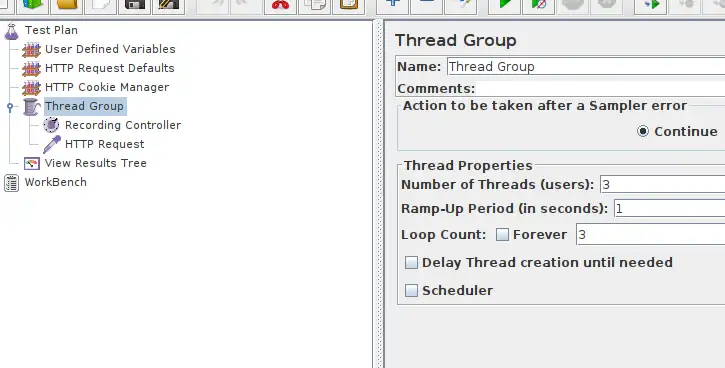 Test Plan
User Defined Variables
HTTP Request Defaults
HTTP Cookie Manager
Thread Group
Recording Controller
HTTP Request
View Results Tree
WorkBench
Thread Group
Name: Thread Group
Comments:
Action to be taken after a Sampler error
Continue
Thread Properties
Number of Threads (users): 3
Ramp-Up Period (in seconds): 1
Loop Count: Forever 3
Delay Thread creation until needed
Scheduler